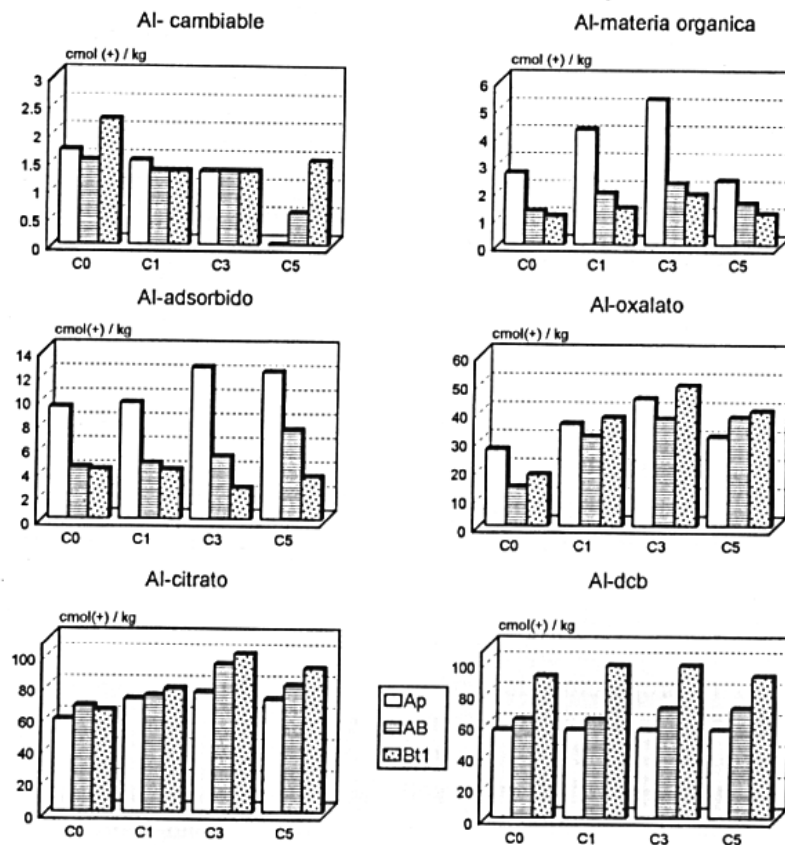 Al- cambiable
cmol (+) / kg
3
2.5
2
1.5
1
0.5
0
C0 C1 C3 C5
Al-materia organica
cmol (+) / kg
6
5
4
3
2
1
0
C0 C1 C3 C5
Al-adsorbido
cmol(+) / kg
14
12
10
8
6
4
2
0
C0 C1 C3 C5
Al-oxalato
cmol(+) / kg
60
50
40
30
20
10
0
C0 C1 C3 C5
Al-citrato
cmol(+) / kg
100
80
60
40
20
0
C0 C1 C3 C5
Ap
AB
Bt1
Al-dcb
cmol(+) / kg
100
80
60
40
20
0
C0 C1 C3 C5